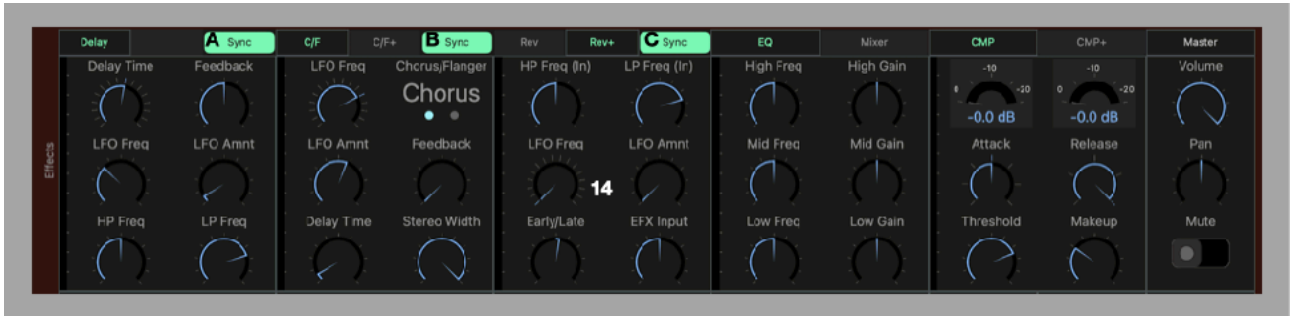 Delay A Sync C/F C/F+ B Sync Rev Rev+ C Sync EQ Mixer CMP CMP+ Master
Delay Time Feedback LFO Freq Chorus/Flanger HP Freq (In) LP Freq (In) High Freq High Gain -10 -10 Volume
Chorus 0 -20 0 -20
-0.0 dB -0.0 dB
LFO Freq LFO Amnt LFO Amnt Feedback LFO Freq LFO Amnt Mid Freq Mid Gain Attack Release Pan
Effects
14
HP Freq LP Freq Delay Time Stereo Width Early/Late EFX Input Low Freq Low Gain Threshold Makeup Mute